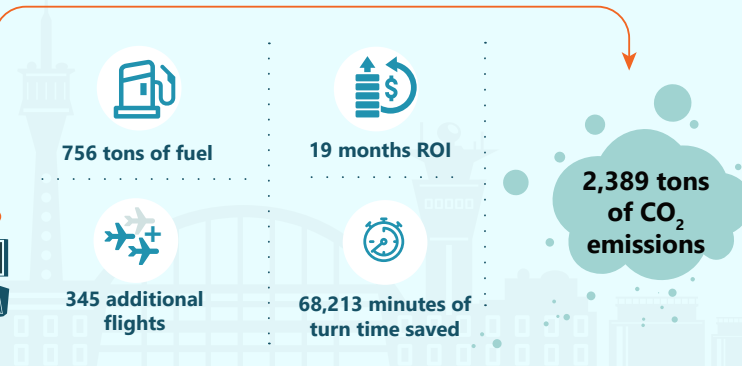 756 tons of fuel
19 months ROI
345 additional
flights
68,213 minutes of
turn time saved
2,389 tons
of CO₂
emissions